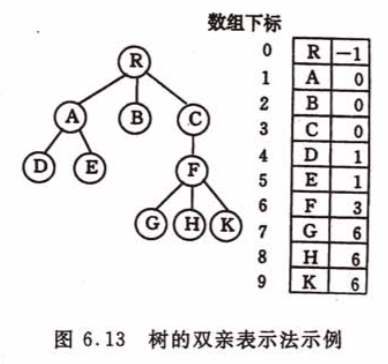 数组下标
0 R -1
1 A 0
2 B 0
3 C 0
4 D 1
5 E 1
6 F 3
7 G 6
8 H 6
9 K 6
R
A B C
D E F
G H K
图 6.13 树的双亲表示法示例